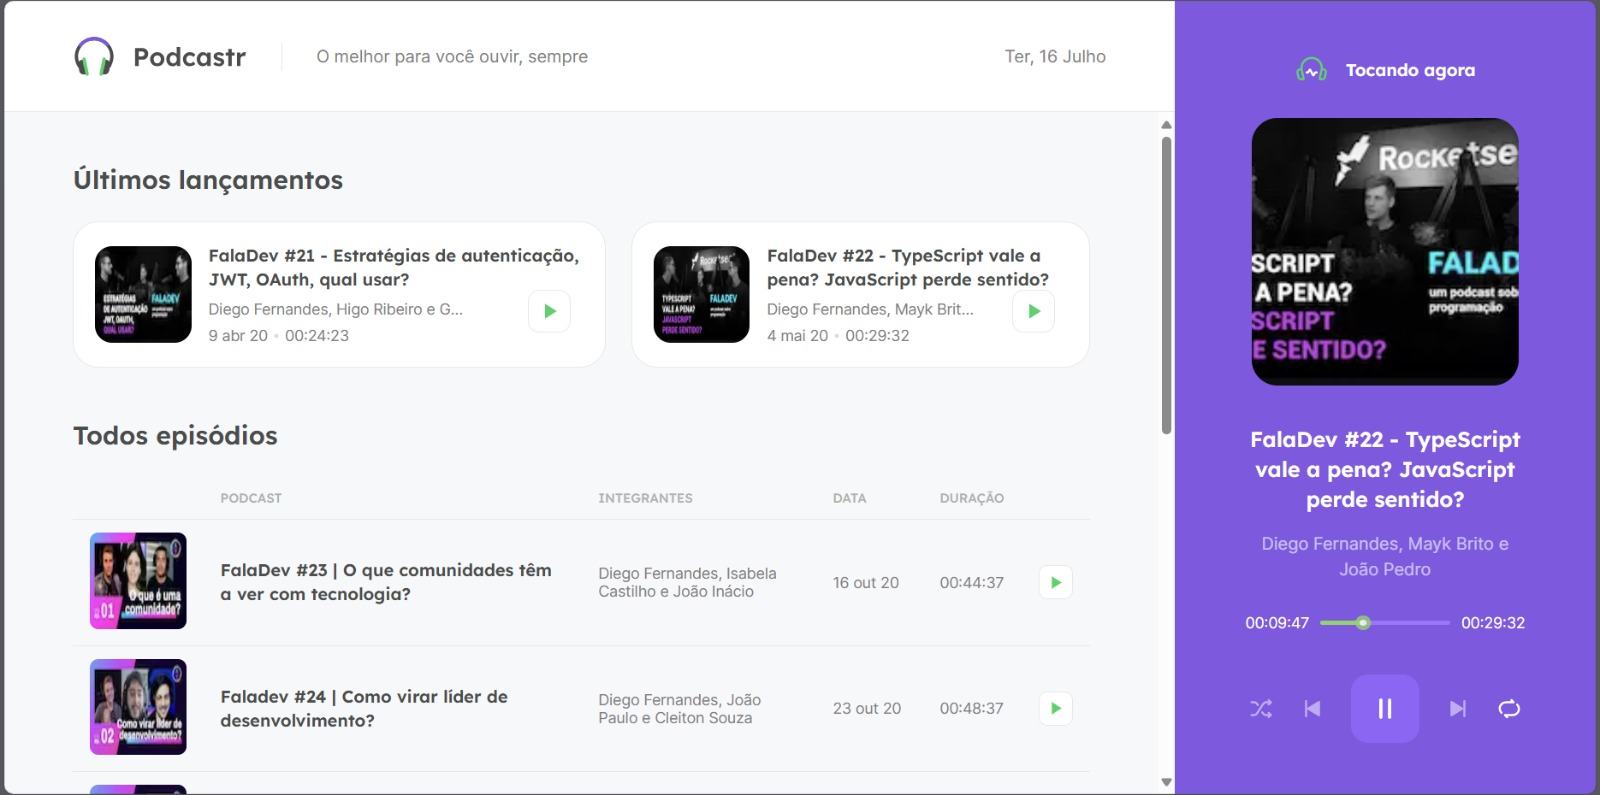 Podcastr
O melhor para você ouvir, sempre
Ter, 16 Julho
Últimos lançamentos
ESTRATÉGIAS
DE AUTENTICAÇÃO
JWT, OAUTH,
QUAL USAR?
FALADEV
FalaDev #21 - Estratégias de autenticação,
JWT, OAuth, qual usar?
Diego Fernandes, Higo Ribeiro e G...
9 abr 20 • 00:24:23
Rocketse
TYPESCRIPT
VALE A PENA?
JAVASCRIPT
PERDE SENTIDO?
FALADEV
FalaDev #22 - TypeScript vale a
pena? JavaScript perde sentido?
Diego Fernandes, Mayk Brit...
4 mai 20 • 00:29:32
Todos episódios
PODCAST INTEGRANTES DATA DURAÇÃO
O que é uma
comunidade?
01
FalaDev #23 | O que comunidades têm
a ver com tecnologia?
Diego Fernandes, Isabela
Castilho e João Inácio
16 out 20
00:44:37
Como virar líder de
desenvolvimento?
02
Faladev #24 | Como virar líder de
desenvolvimento?
Diego Fernandes, João
Paulo e Cleiton Souza
23 out 20
00:48:37
Tocando agora
Rocketse
SCRIPT
A PENA?
SCRIPT
E SENTIDO?
FALAD
um podcast sob
programação
FalaDev #22 - TypeScript
vale a pena? JavaScript
perde sentido?
Diego Fernandes, Mayk Brito e
João Pedro
00:09:47 00:29:32